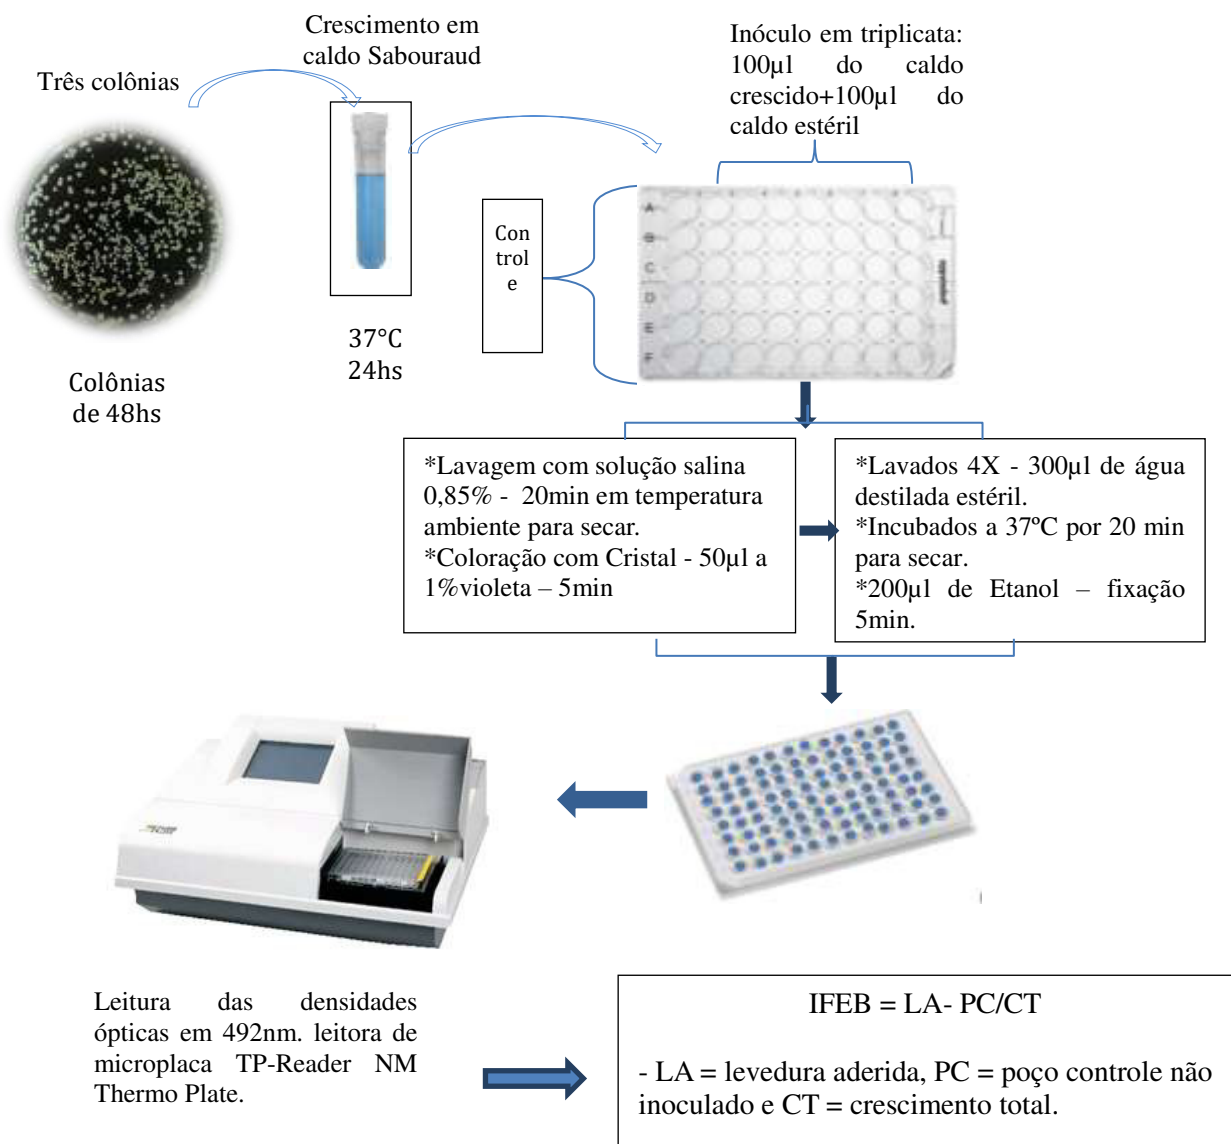 Três colônias
Crescimento em
caldo Sabouraud
Inóculo em triplicata:
100µl do caldo
crescido+100µl do
caldo estéril
Con
trol
e
A
B
C
D
E
F
37°C
24hs
Colônias
de 48hs
*Lavagem com solução salina
0,85% - 20min em temperatura
ambiente para secar.
*Coloração com Cristal - 50µl a
1%violeta – 5min
*Lavados 4X - 300µl de água
destilada estéril.
*Incubados a 37ºC por 20 min
para secar.
*200µl de Etanol – fixação
5min.
Leitura das densidades
ópticas em 492nm. leitora de
microplaca TP-Reader NM
Thermo Plate.
IFEB = LA- PC/CT
- LA = levedura aderida, PC = poço controle não
inoculado e CT = crescimento total.